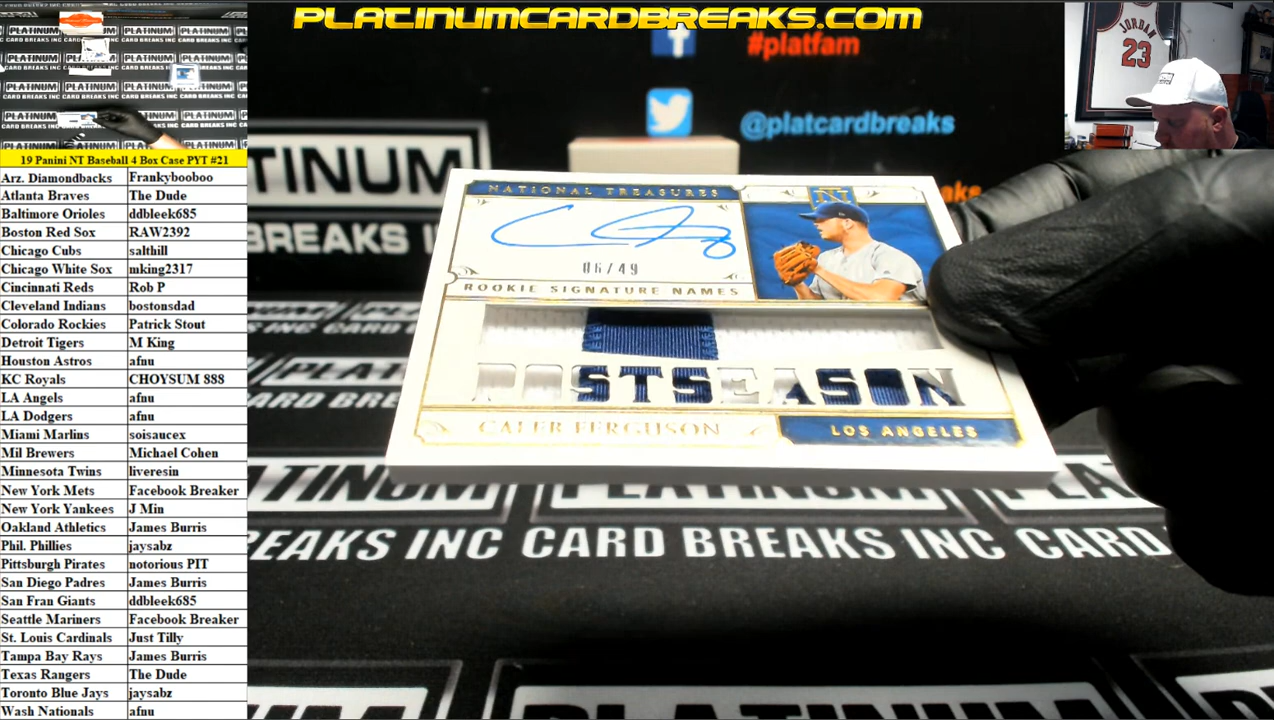 PLATINUMCARDBREAKS.COM
#platfam
@platcardbreaks
JORDAN
23
19 Panini NT Baseball 4 Box Case PYT #21
Arz. Diamondbacks Frankybooboo
Atlanta Braves The Dude
Baltimore Orioles ddbleek685
Boston Red Sox RAW2392
Chicago Cubs salthill
Chicago White Sox mking2317
Cincinnati Reds Rob P
Cleveland Indians bostonsdad
Colorado Rockies Patrick Stout
Detroit Tigers M King
Houston Astros afnu
KC Royals CHOYSUM 888
LA Angels afnu
LA Dodgers afnu
Miami Marlins soisaucex
Mil Brewers Michael Cohen
Minnesota Twins liveresin
New York Mets Facebook Breaker
New York Yankees J Min
Oakland Athletics James Burris
Phil. Phillies jaysabz
Pittsburgh Pirates notorious PIT
San Diego Padres James Burris
San Fran Giants ddbleek685
Seattle Mariners Facebook Breaker
St. Louis Cardinals Just Tilly
Tampa Bay Rays James Burris
Texas Rangers The Dude
Toronto Blue Jays jaysabz
Wash Nationals afnu
NATIONAL TREASURES
NT
06/49
ROOKIE SIGNATURE NAMES
POSTSEASON
CALEB FERGUSON
LOS ANGELES
CARD BREAKS INC CARD BREAKS INC CARD